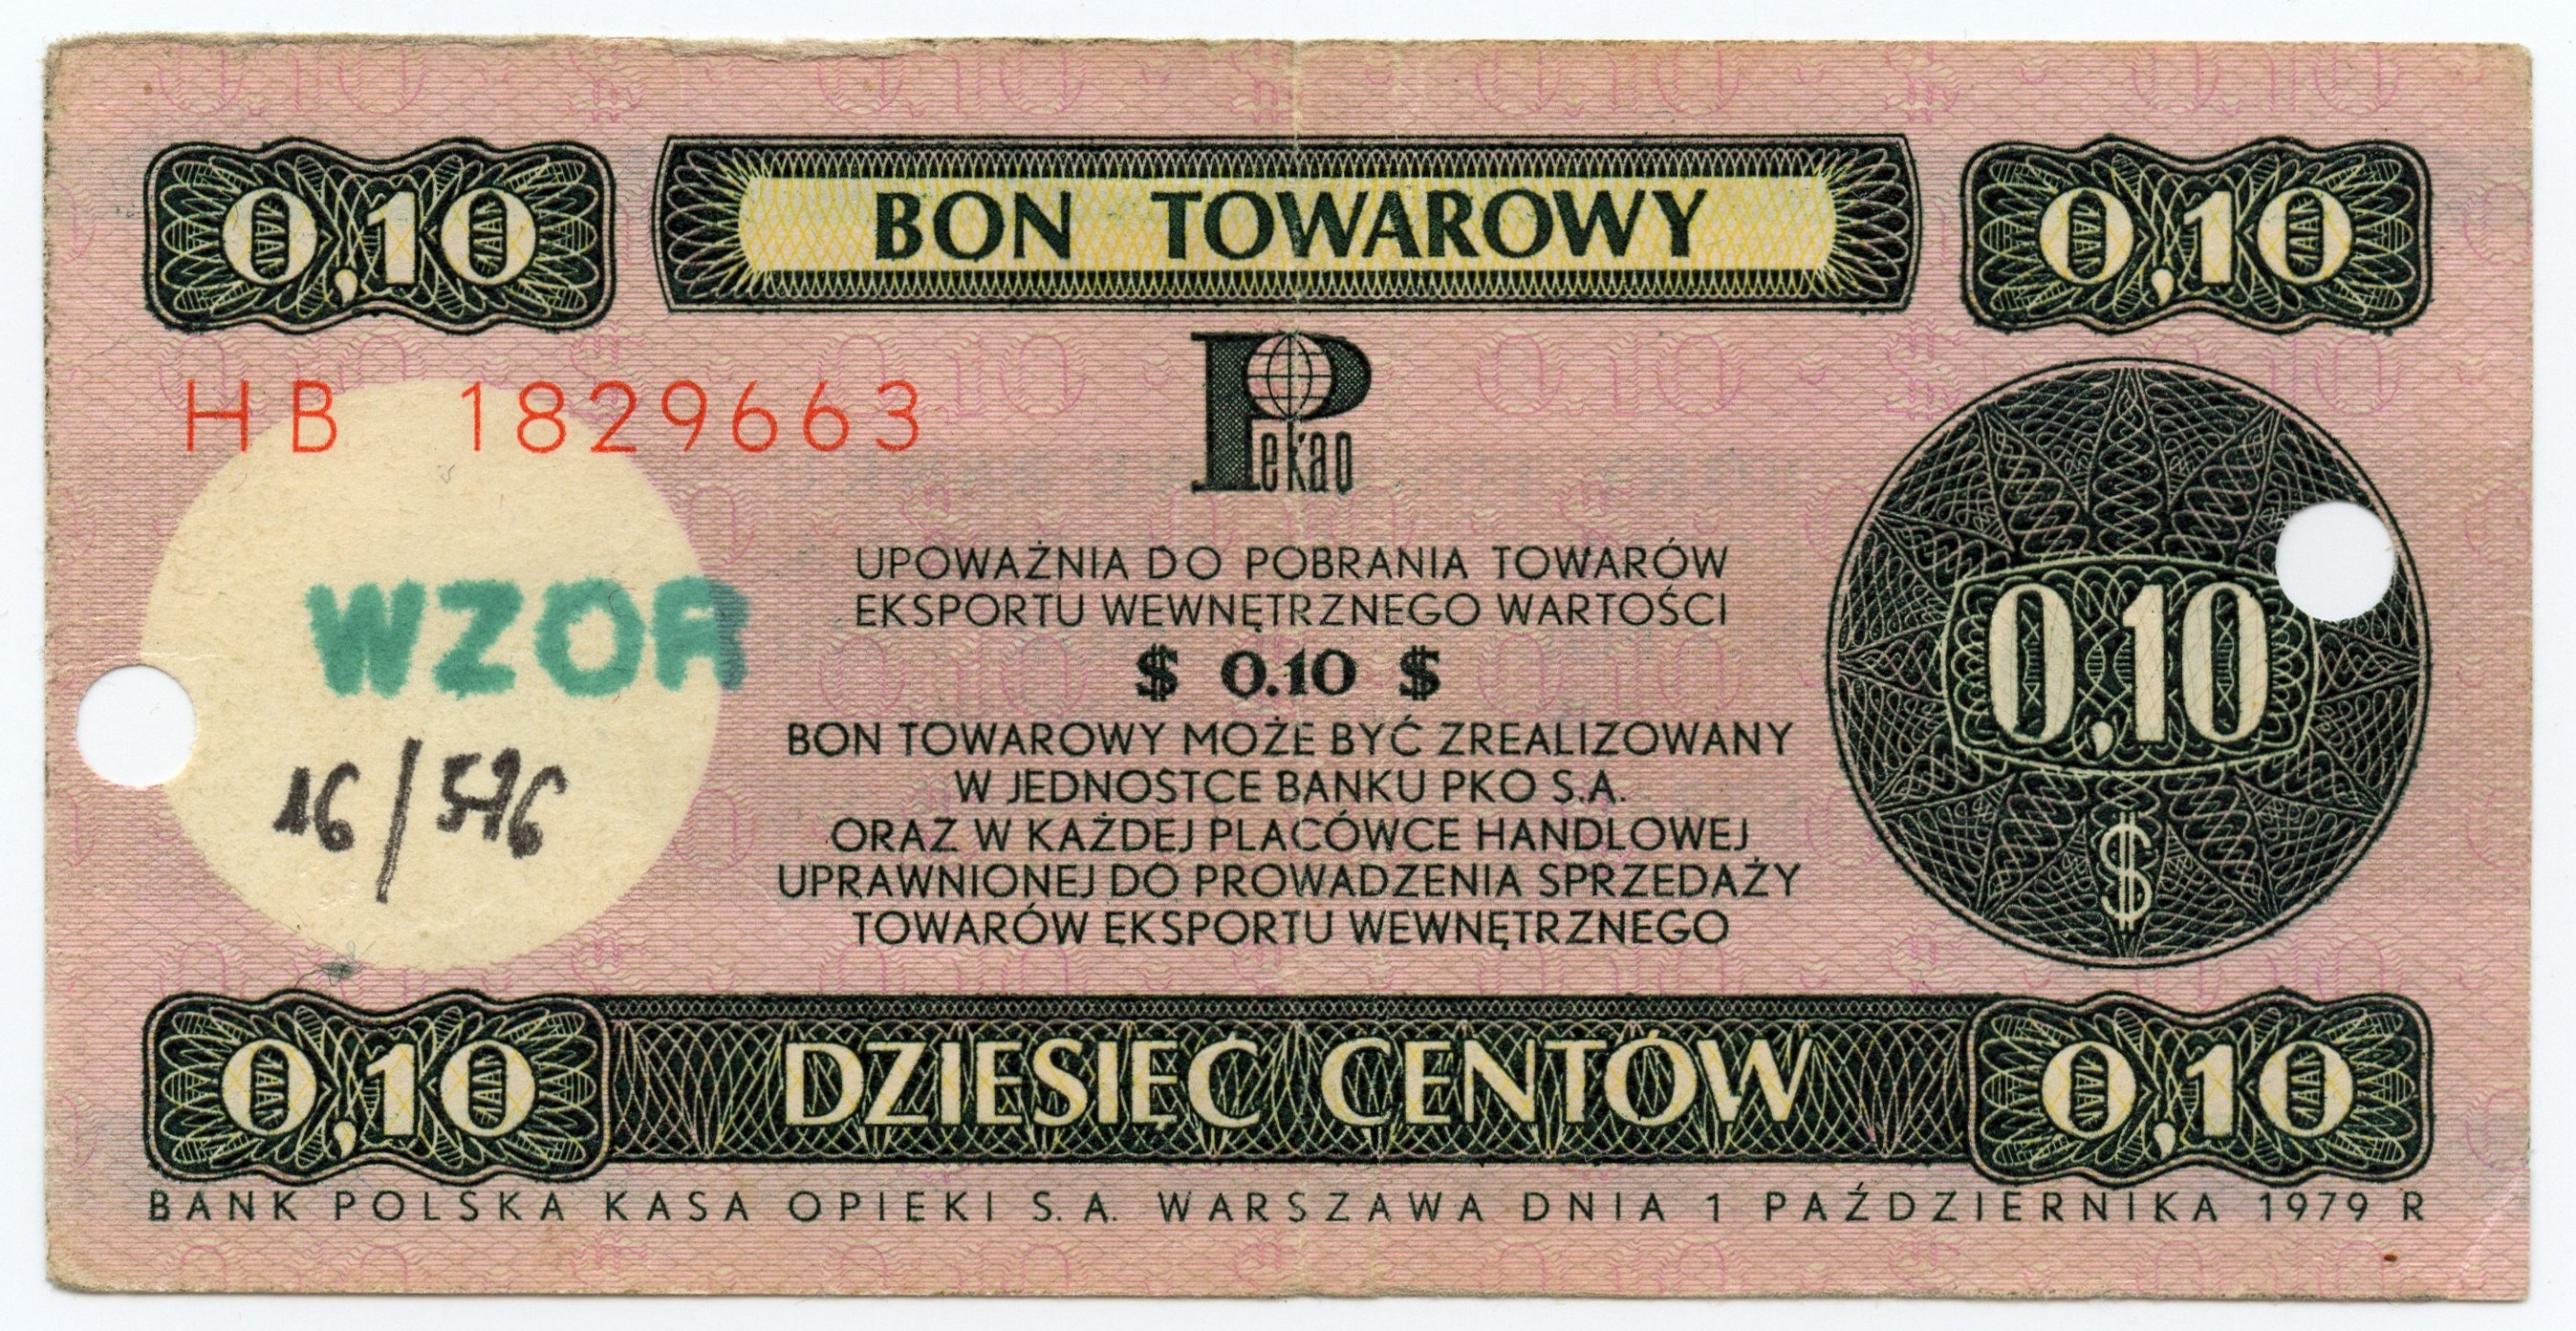 0,10 BON TOWAROWY 0,10
HB 1829663
Pekao
UPOWAŻNIA DO POBRANIA TOWARÓW
EKSPORTU WEWNĘTRZNEGO WARTOŚCI
$ 0.10 $
WZOR
16/596
BON TOWAROWY MOŻE BYĆ ZREALIZOWANY
W JEDNOSTCE BANKU PKO S.A.
ORAZ W KAŻDEJ PLACÓWCE HANDLOWEJ
UPRAWNIONEJ DO PROWADZENIA SPRZEDAŻY
TOWARÓW EKSPORTU WEWNĘTRZNEGO
0,10
$
0,10 DZIESIĘĆ CENTÓW 0,10
BANK POLSKA KASA OPIEKI S.A. WARSZAWA DNIA 1 PAŹDZIERNIKA 1979 R